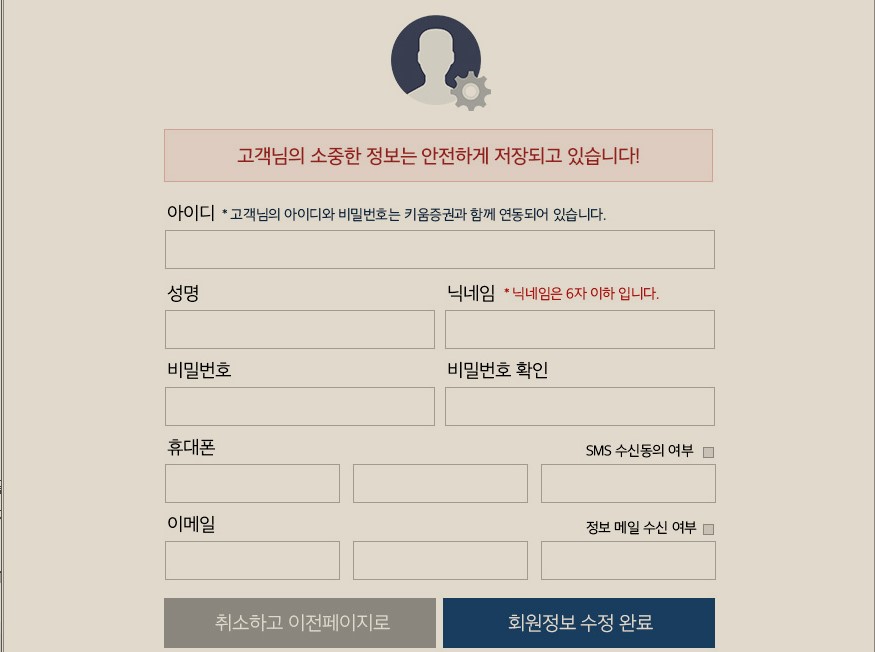 고객님의 소중한 정보는 안전하게 저장되고 있습니다!
아이디 * 고객님의 아이디와 비밀번호는 키움증권과 함께 연동되어 있습니다.
성명 닉네임 * 닉네임은 6자 이하 입니다.
비밀번호 비밀번호 확인
휴대폰 SMS 수신동의 여부
이메일 정보 메일 수신 여부
취소하고 이전페이지로 회원정보 수정 완료